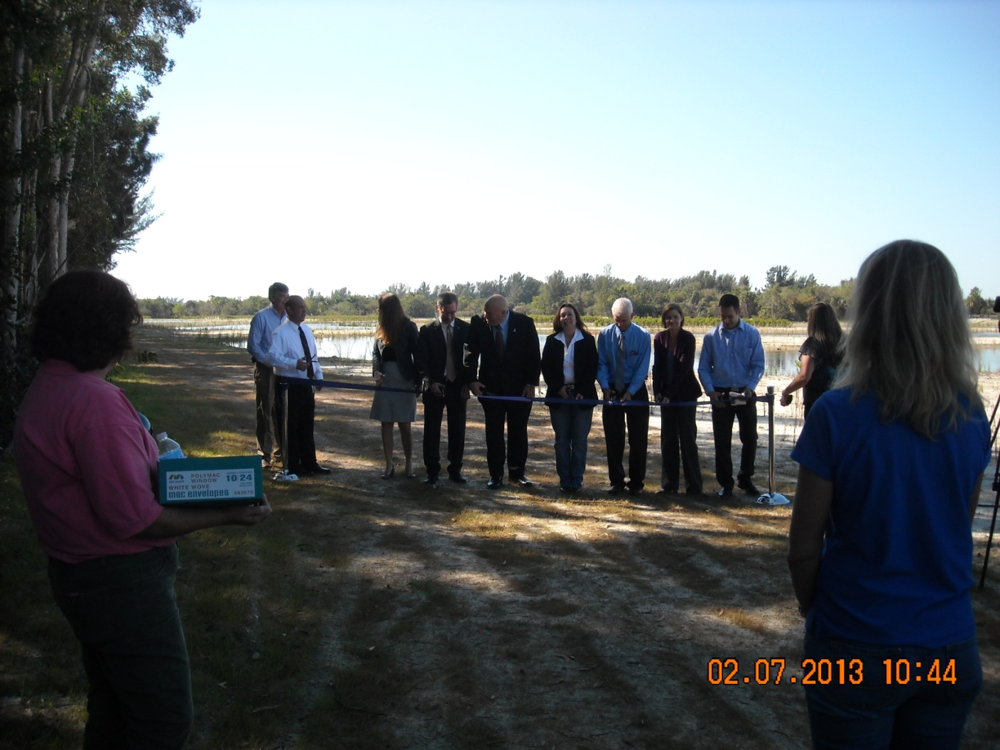 POLYMAC
WINDOW
10 24
WHITE WOVE
mac envelopes
02.07.2013 10:44